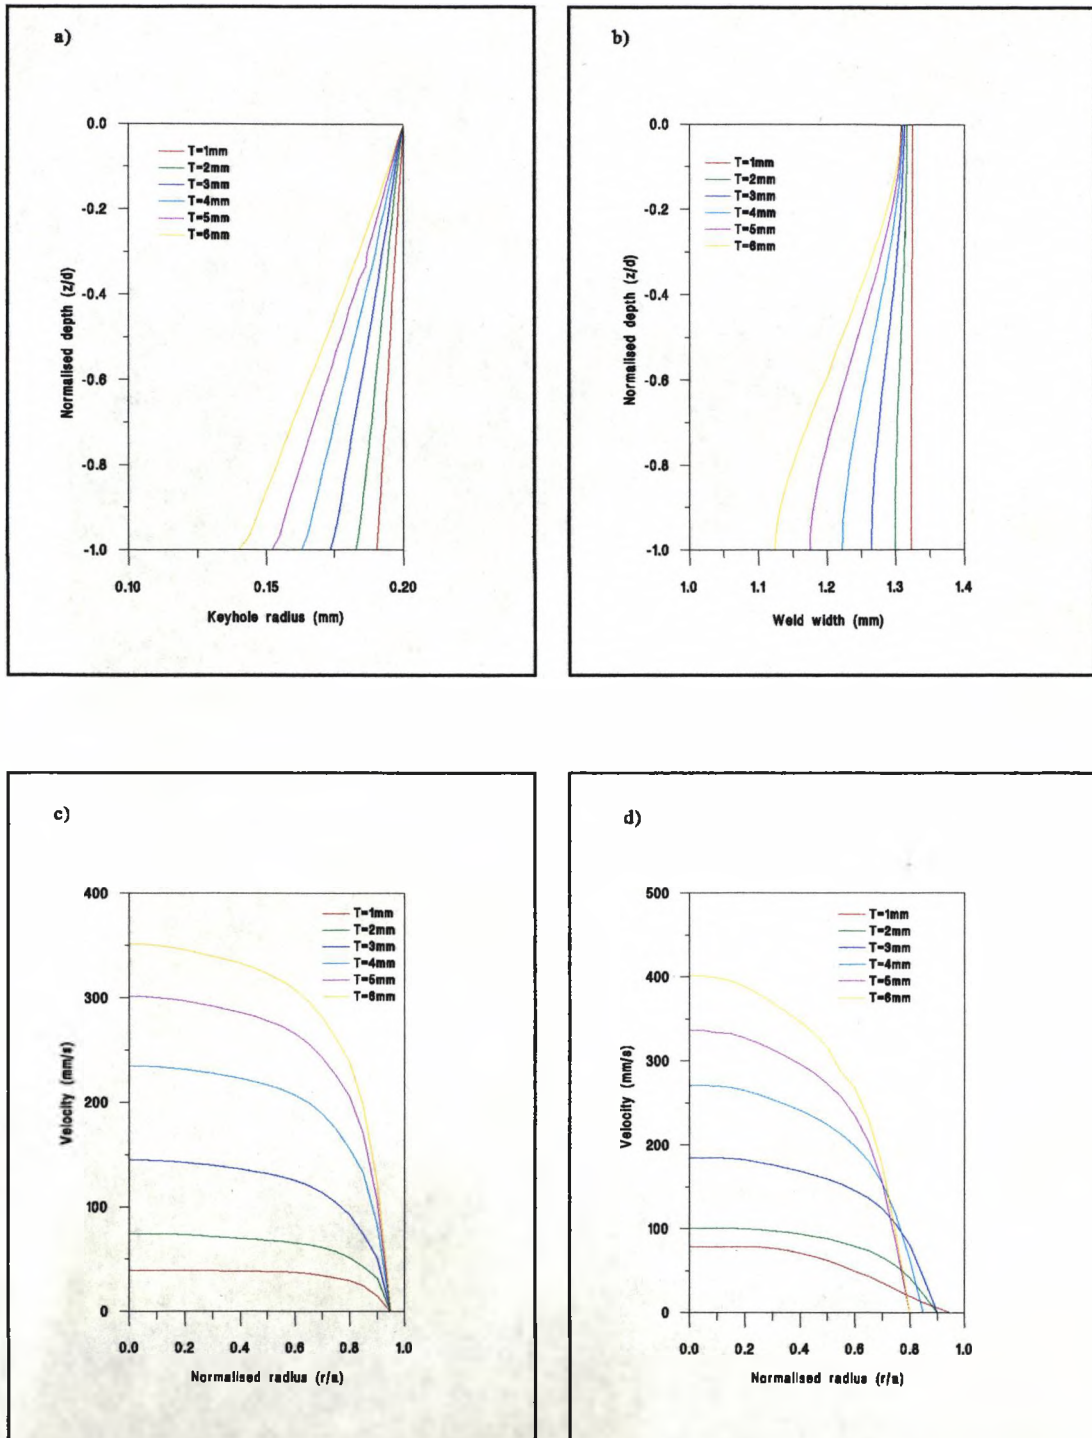 a)
0.0
-0.2
-0.4
-0.6
-0.8
-1.0
Normalised depth (z/d)
T=1mm
T=2mm
T=3mm
T=4mm
T=5mm
T=6mm
0.10
0.15
0.20
Keyhole radius (mm)
b)
0.0
-0.2
-0.4
-0.6
-0.8
-1.0
Normalised depth (z/d)
T=1mm
T=2mm
T=3mm
T=4mm
T=5mm
T=6mm
1.0
1.1
1.2
1.3
1.4
Weld width (mm)
c)
400
300
200
100
0
Velocity (mm/s)
T=1mm
T=2mm
T=3mm
T=4mm
T=5mm
T=6mm
0.0
0.2
0.4
0.6
0.8
1.0
Normalised radius (r/a)
d)
500
400
300
200
100
0
Velocity (mm/s)
T=1mm
T=2mm
T=3mm
T=4mm
T=5mm
T=6mm
0.0
0.2
0.4
0.6
0.8
1.0
Normalised radius (r/a)